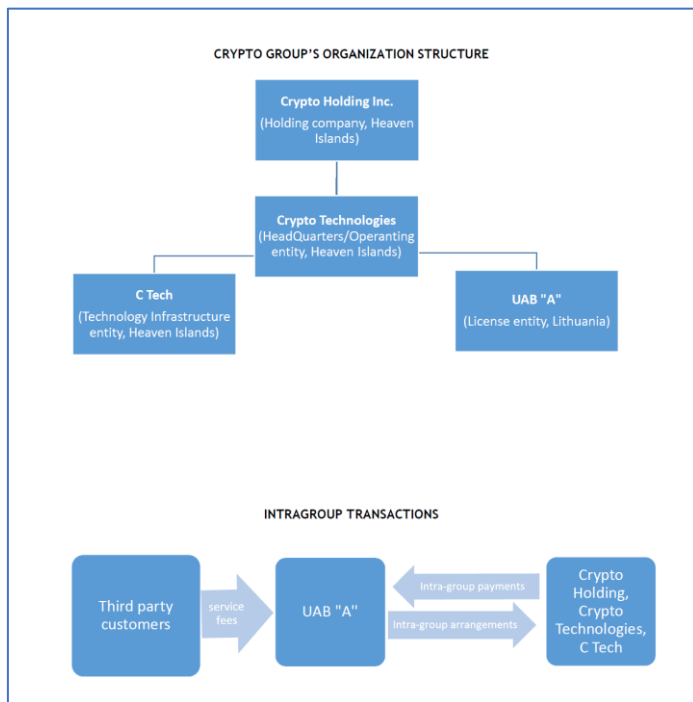 CRYPTO GROUP'S ORGANIZATION STRUCTURE
Crypto Holding Inc.
(Holding company, Heaven
Islands)
Crypto Technologies
(HeadQuarters/Operanting
entity, Heaven Islands)
C Tech
(Technology Infrastructure
entity, Heaven Islands)
UAB "A"
(License entity, Lithuania)
INTRAGROUP TRANSACTIONS
Third party
customers
service
fees
UAB "A"
Intra-group payments
Intra-group arrangements
Crypto
Holding,
Crypto
Technologies,
C Tech